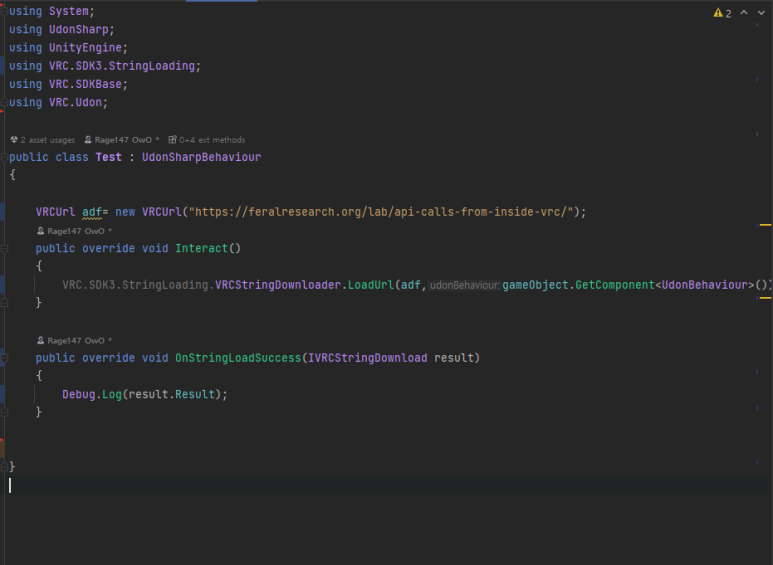 using System;
2
using UdonSharp;
using UnityEngine;
using VRC.SDK3.StringLoading;
using VRC.SDKBase;
using VRC.Udon;
2 asset usages Rage147 OwO * 0+4 ext methods
public class Test : UdonSharpBehaviour
{
VRCUrl adf= new VRCUrl("https://feralresearch.org/lab/api-calls-from-inside-vrc/");
Rage147 OwO *
public override void Interact()
{
VRC.SDK3.StringLoading.VRCStringDownloader.LoadUrl(adf, udonBehaviour: gameObject.GetComponent<UdonBehaviour>()
}
Rage147 OwO *
public override void OnStringLoadSuccess(IVRCStringDownload result)
{
Debug.Log(result.Result);
}
}